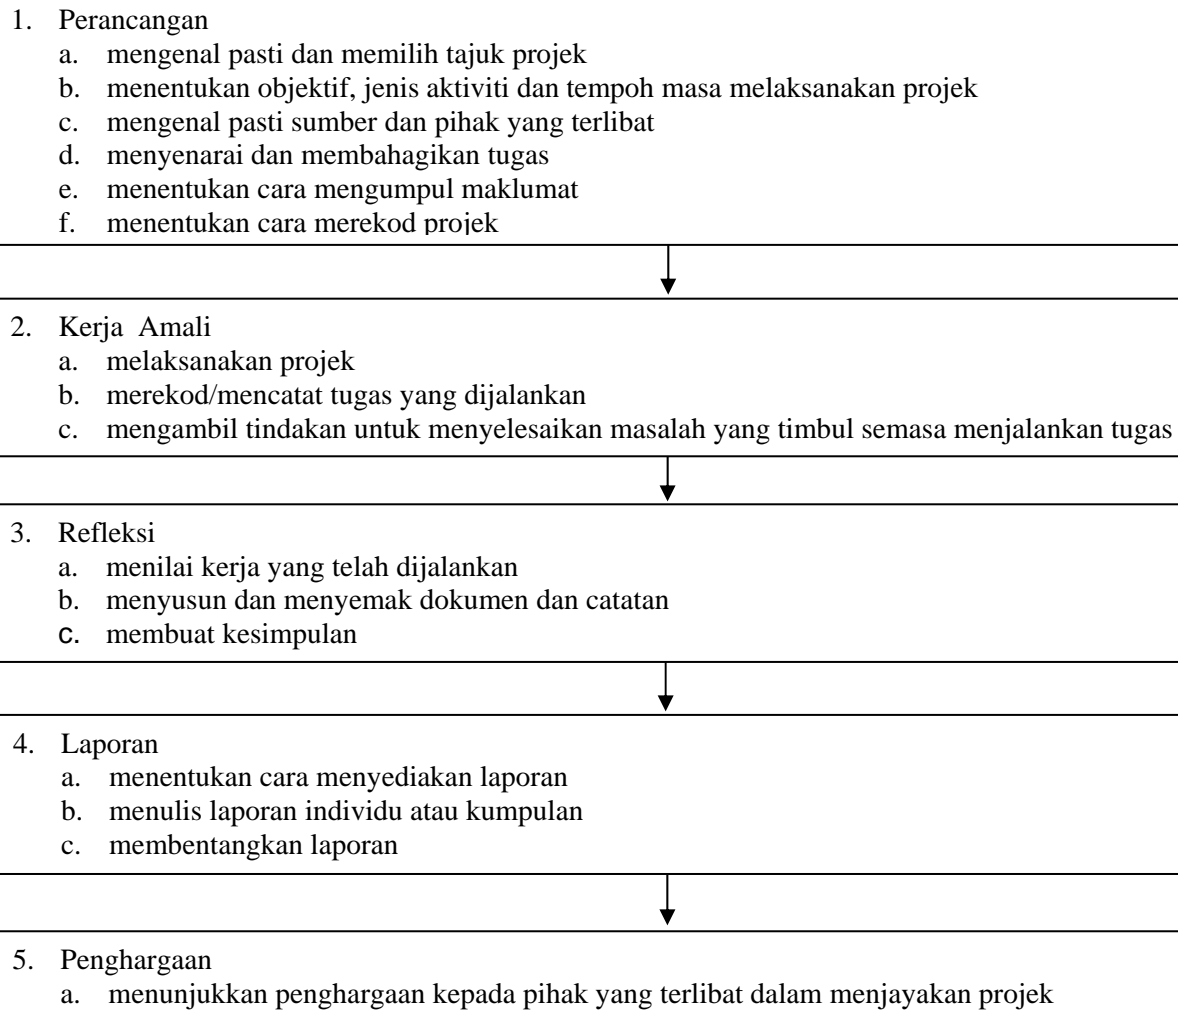 1. Perancangan
a. mengenal pasti dan memilih tajuk projek
b. menentukan objektif, jenis aktiviti dan tempoh masa melaksanakan projek
c. mengenal pasti sumber dan pihak yang terlibat
d. menyenarai dan membahagikan tugas
e. menentukan cara mengumpul maklumat
f. menentukan cara merekod projek
2. Kerja Amali
a. melaksanakan projek
b. merekod/mencatat tugas yang dijalankan
c. mengambil tindakan untuk menyelesaikan masalah yang timbul semasa menjalankan tugas
3. Refleksi
a. menilai kerja yang telah dijalankan
b. menyusun dan menyemak dokumen dan catatan
c. membuat kesimpulan
4. Laporan
a. menentukan cara menyediakan laporan
b. menulis laporan individu atau kumpulan
c. membentangkan laporan
5. Penghargaan
a. menunjukkan penghargaan kepada pihak yang terlibat dalam menjayakan projek